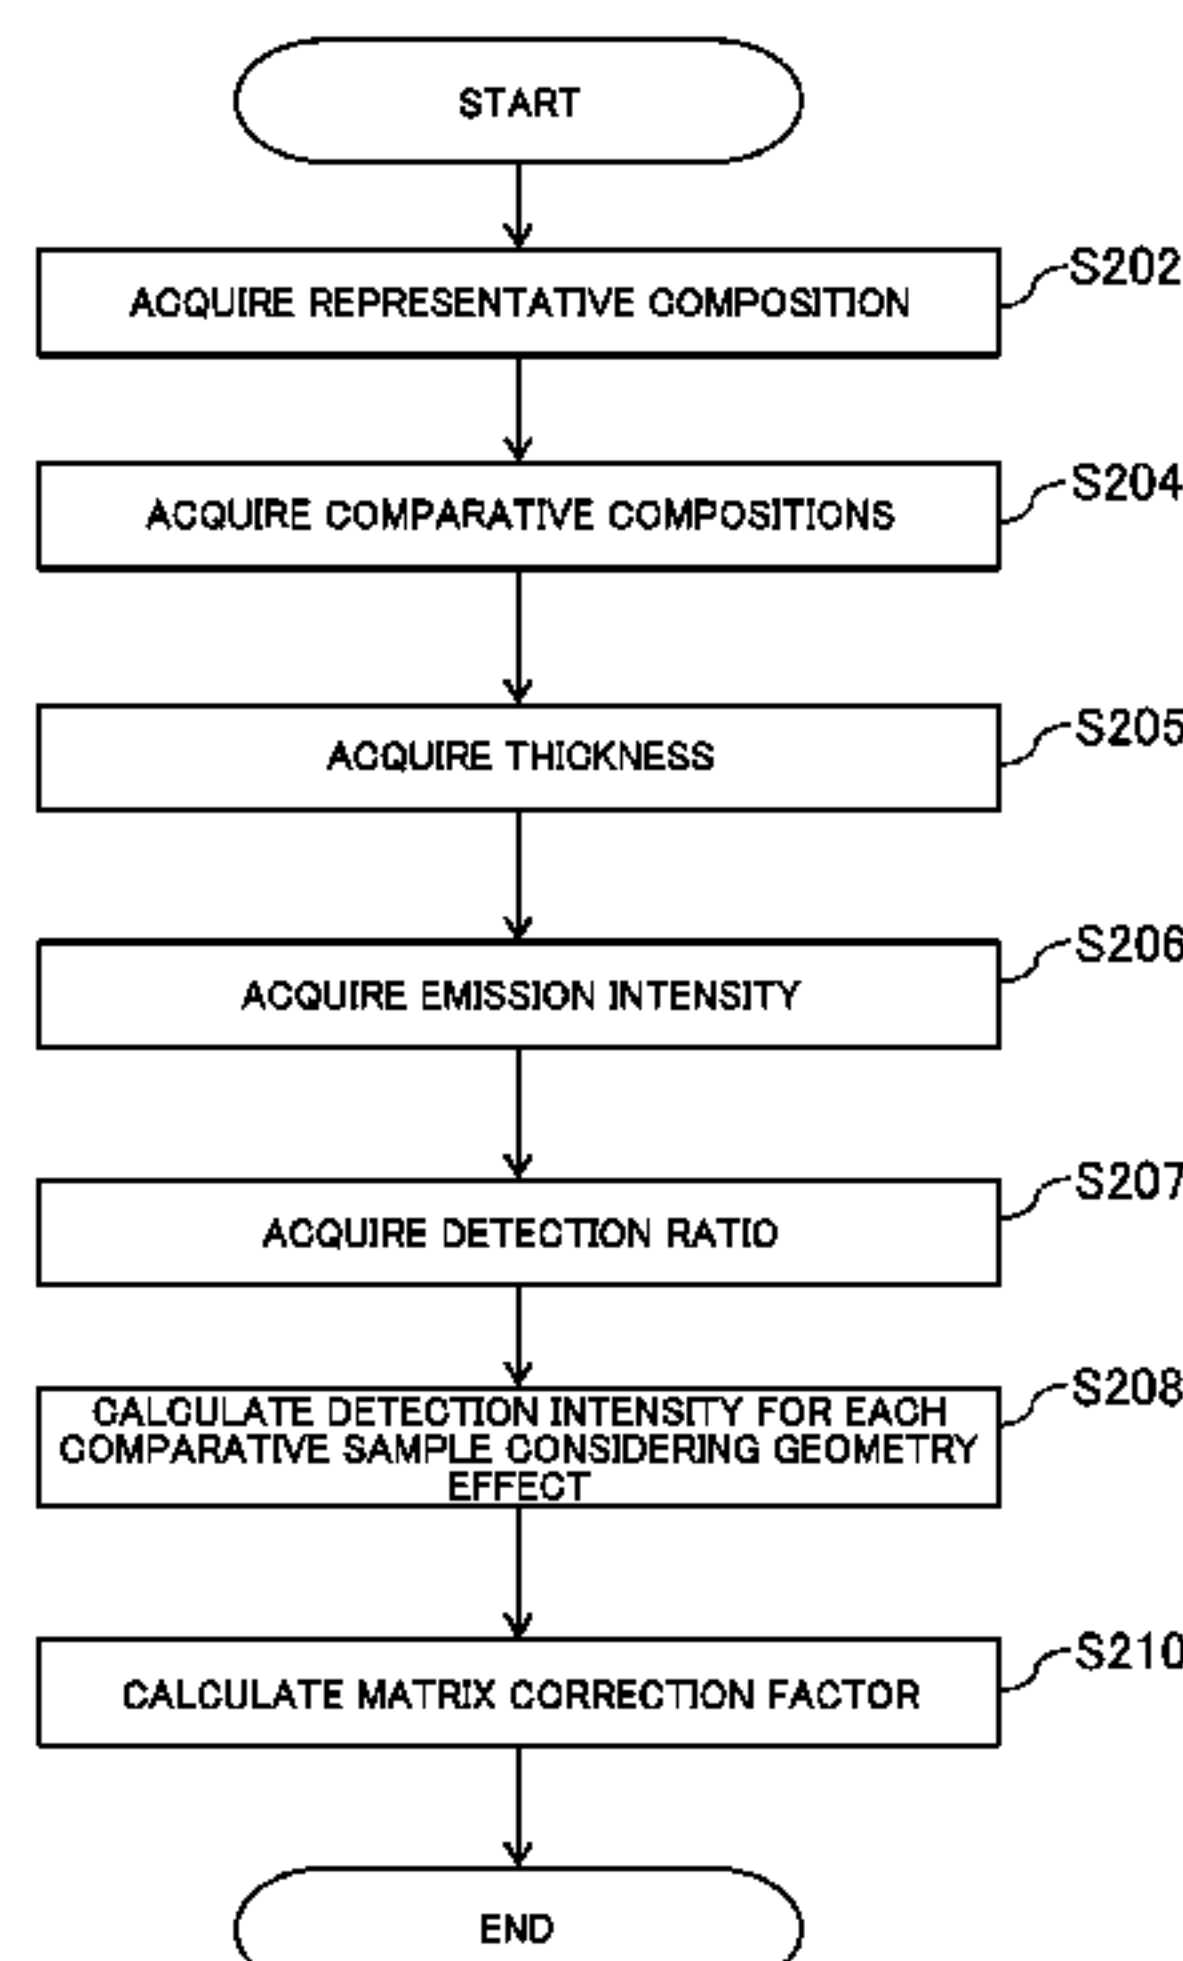 START
ACQUIRE REPRESENTATIVE COMPOSITION
S202
ACQUIRE COMPARATIVE COMPOSITIONS
S204
ACQUIRE THICKNESS
S205
ACQUIRE EMISSION INTENSITY
S206
ACQUIRE DETECTION RATIO
S207
CALCULATE DETECTION INTENSITY FOR EACH
COMPARATIVE SAMPLE CONSIDERING GEOMETRY
EFFECT
S208
CALCULATE MATRIX CORRECTION FACTOR
S210
END